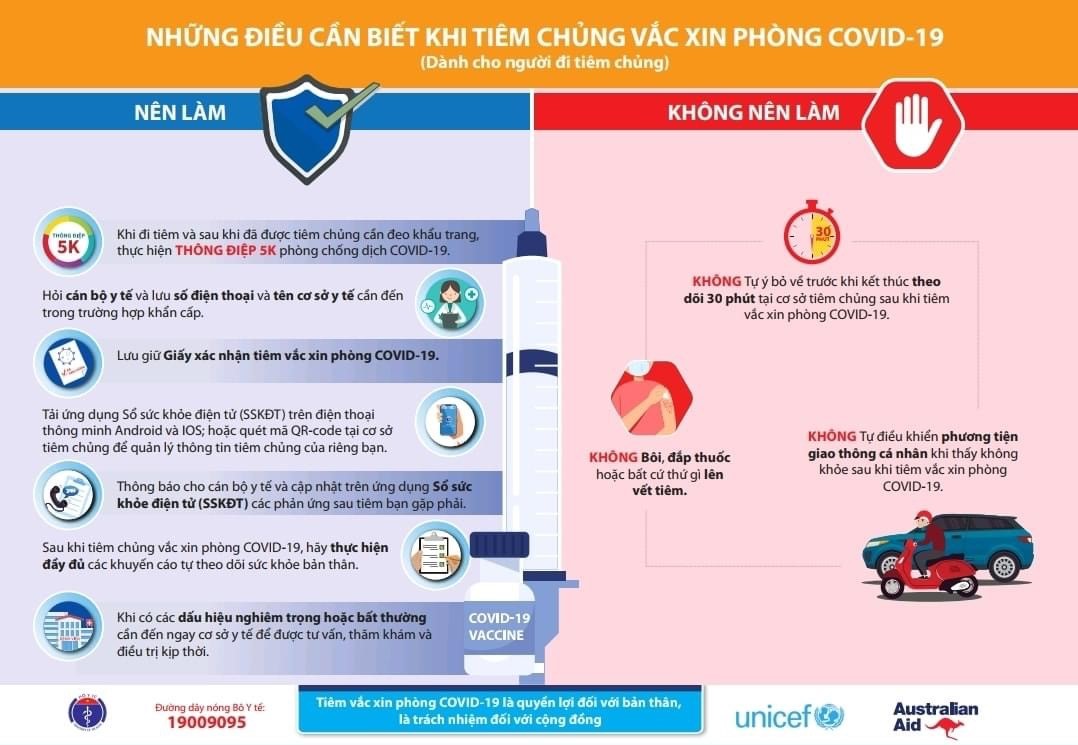 NHỮNG ĐIỀU CẦN BIẾT KHI TIÊM CHỦNG VẮC XIN PHÒNG COVID-19
(Dành cho người đi tiêm chủng)
NÊN LÀM
THÔNG ĐIỆP
5K
Khi đi tiêm và sau khi đã được tiêm chủng cần đeo khẩu trang,
thực hiện THÔNG ĐIỆP 5K phòng chống dịch COVID-19.
Hỏi cán bộ y tế và lưu số điện thoại và tên cơ sở y tế cần đến
trong trường hợp khẩn cấp.
Lưu giữ Giấy xác nhận tiêm vắc xin phòng COVID-19.
Tải ứng dụng Sổ sức khỏe điện tử (SSKĐT) trên điện thoại
thông minh Android và IOS; hoặc quét mã QR-code tại cơ sở
tiêm chủng để quản lý thông tin tiêm chủng của riêng bạn.
Thông báo cho cán bộ y tế và cập nhật trên ứng dụng Sổ sức
khỏe điện tử (SSKĐT) các phản ứng sau tiêm bạn gặp phải.
Sau khi tiêm chủng vắc xin phòng COVID-19, hãy thực hiện
đầy đủ các khuyến cáo tự theo dõi sức khỏe bản thân.
Khi có các dấu hiệu nghiêm trọng hoặc bất thường
cần đến ngay cơ sở y tế để được tư vấn, thăm khám và
điều trị kịp thời.
COVID-19
VACCINE
KHÔNG NÊN LÀM
30
PHÚT
KHÔNG Tự ý bỏ về trước khi kết thúc theo
dõi 30 phút tại cơ sở tiêm chủng sau khi tiêm
vắc xin phòng COVID-19.
KHÔNG Bôi, đắp thuốc
hoặc bất cứ thứ gì lên
vết tiêm.
KHÔNG Tự điều khiển phương tiện
giao thông cá nhân khi thấy không
khỏe sau khi tiêm vắc xin phòng
COVID-19.
BỘ Y TẾ
Đường dây nóng Bộ Y tế:
19009095
Tiêm vắc xin phòng COVID-19 là quyền lợi đối với bản thân,
là trách nhiệm đối với cộng đồng
unicef
Australian
Aid